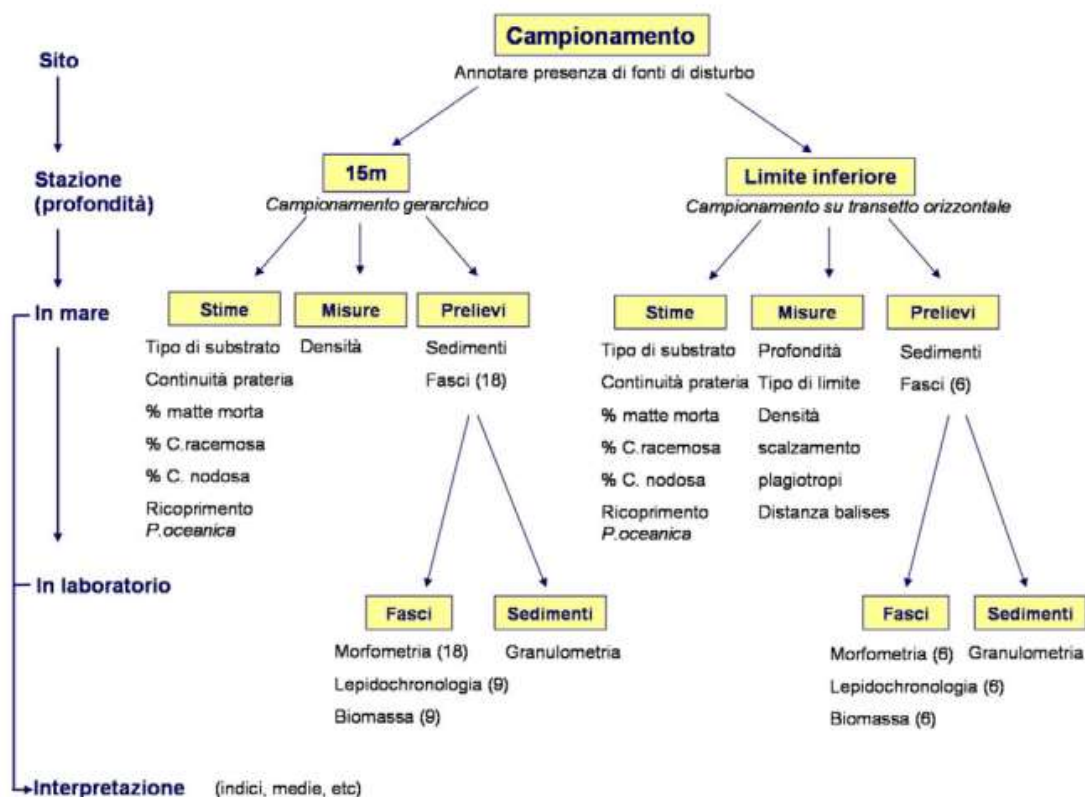 Campionamento
Sito
Annotare presenza di fonti di disturbo
15m
Limite inferiore
Stazione
(profondità)
Campionamento gerarchico
Campionamento su transetto orizzontale
In mare
Stime
Misure
Prelievi
Tipo di substrato
Continuità prateria
% matte morta
% C.racemosa
% C. nodosa
Ricoprimento
P.oceanica
Densità
Sedimenti
Fasci (18)
Stime
Misure
Prelievi
Tipo di substrato
Continuità prateria
% matte morta
% C.racemosa
% C. nodosa
Ricoprimento
P.oceanica
Profondità
Tipo di limite
Densità
scalzamento
plagiotropi
Distanza balises
Sedimenti
Fasci (6)
In laboratorio
Fasci
Sedimenti
Morfometria (18)
Lepidochronologia (9)
Biomassa (9)
Granulometria
Fasci
Sedimenti
Morfometria (6)
Lepidochronologia (6)
Biomassa (6)
Granulometria
Interpretazione (indici, medie, etc)